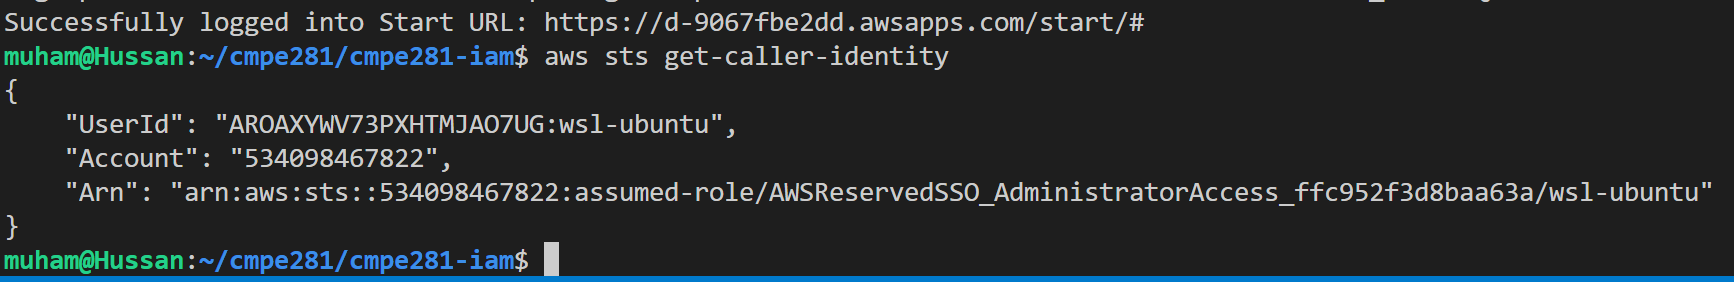 Successfully logged into Start URL: https://d-9067fbe2dd.awsapps.com/start/#
muham@Hussan:~/cmpe281/cmpe281-iam$ aws sts get-caller-identity
{
    "UserId": "AROAXYWV73PXHTMJAO7UG:wsl-ubuntu",
    "Account": "534098467822",
    "Arn": "arn:aws:sts::534098467822:assumed-role/AWSReservedSSO_AdministratorAccess_ffc952f3d8baa63a/wsl-ubuntu"
}
muham@Hussan:~/cmpe281/cmpe281-iam$